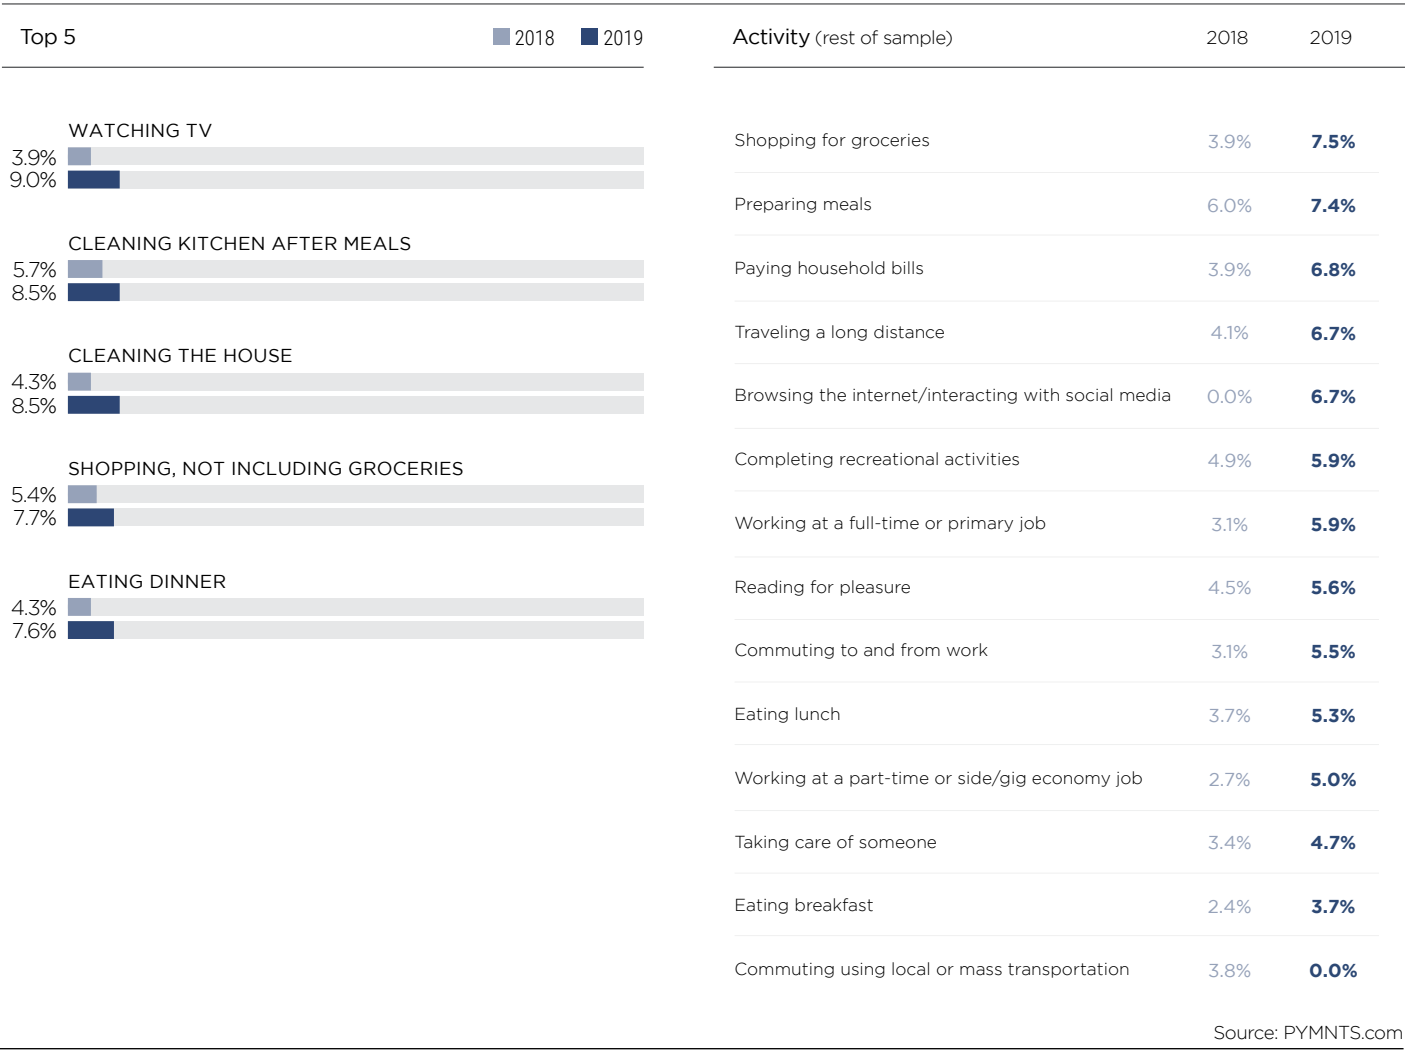 Top 5
2018 2019
WATCHING TV
3.9%
9.0%
CLEANING KITCHEN AFTER MEALS
5.7%
8.5%
CLEANING THE HOUSE
4.3%
8.5%
SHOPPING, NOT INCLUDING GROCERIES
5.4%
7.7%
EATING DINNER
4.3%
7.6%
Activity (rest of sample) 2018 2019
Shopping for groceries 3.9% 7.5%
Preparing meals 6.0% 7.4%
Paying household bills 3.9% 6.8%
Traveling a long distance 4.1% 6.7%
Browsing the internet/interacting with social media 0.0% 6.7%
Completing recreational activities 4.9% 5.9%
Working at a full-time or primary job 3.1% 5.9%
Reading for pleasure 4.5% 5.6%
Commuting to and from work 3.1% 5.5%
Eating lunch 3.7% 5.3%
Working at a part-time or side/gig economy job 2.7% 5.0%
Taking care of someone 3.4% 4.7%
Eating breakfast 2.4% 3.7%
Commuting using local or mass transportation 3.8% 0.0%
Source: PYMNTS.com